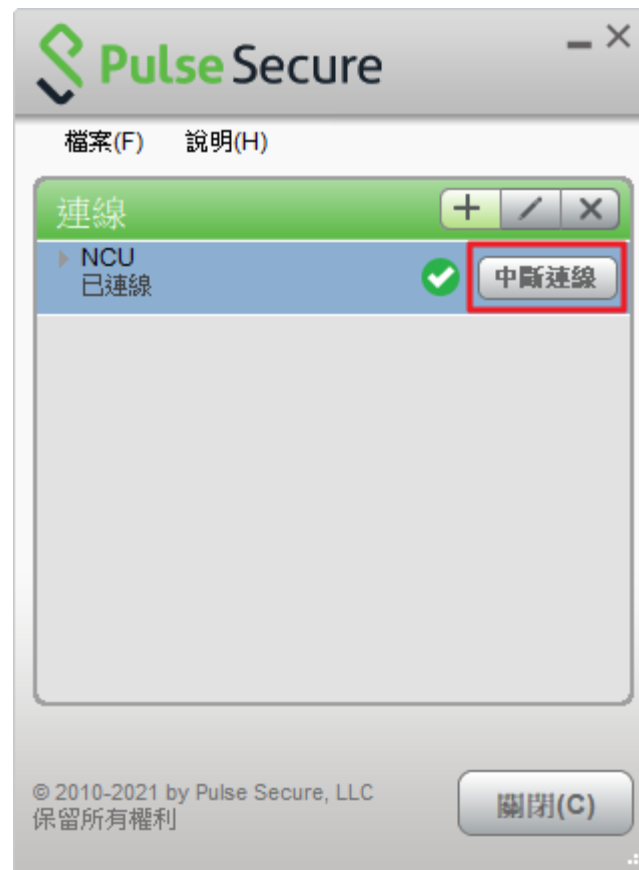 Pulse Secure
檔案(F) 說明(H)
連線
NCU
已連線
中斷連線
© 2010-2021 by Pulse Secure, LLC
保留所有權利
關閉(C)